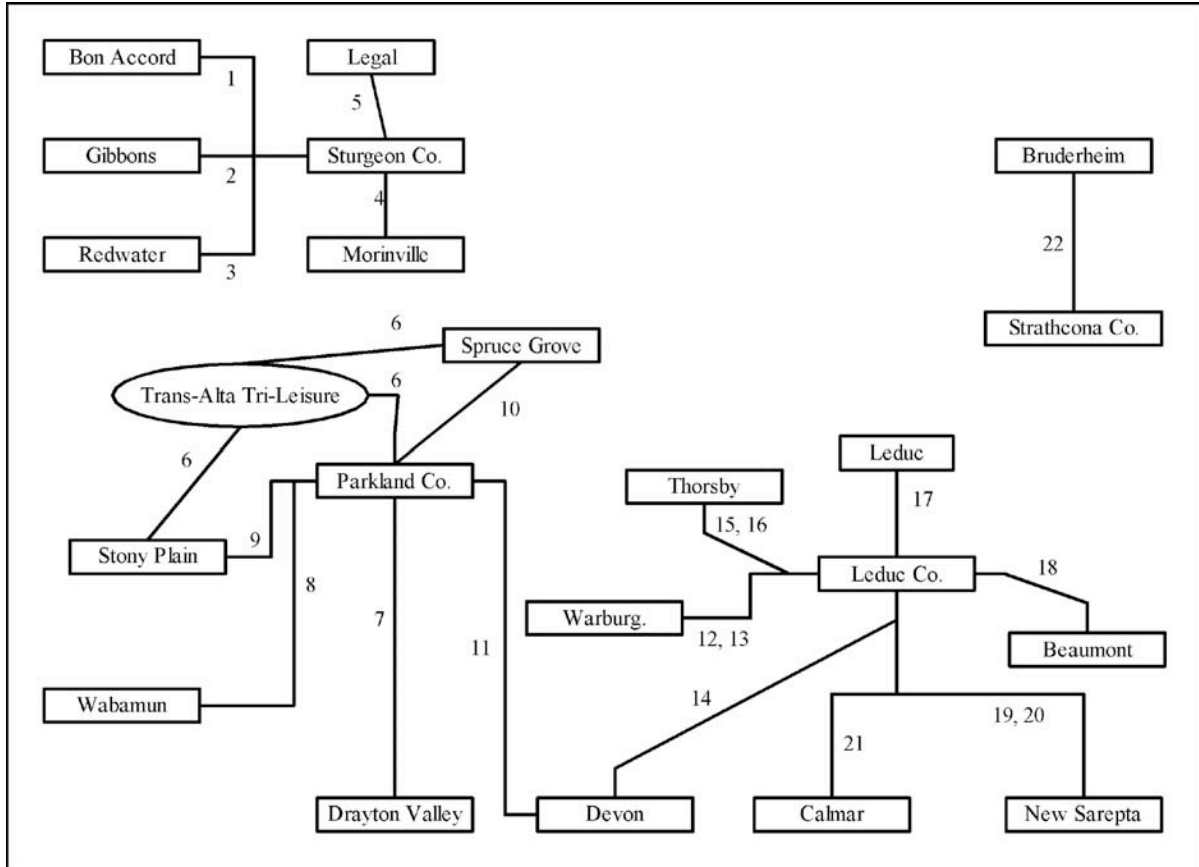 Bon Accord
Legal
1
5
Gibbons
Sturgeon Co.
Bruderheim
2
4
Redwater
Morinville
22
3
6
Strathcona Co.
Spruce Grove
Trans-Alta Tri-Leisure
6
10
Leduc
6
Parkland Co.
Thorsby
17
15, 16
9
Stony Plain
18
Leduc Co.
8
7
Warburg.
12, 13
11
Beaumont
Wabamun
14
19, 20
21
Drayton Valley
Devon
Calmar
New Sarepta